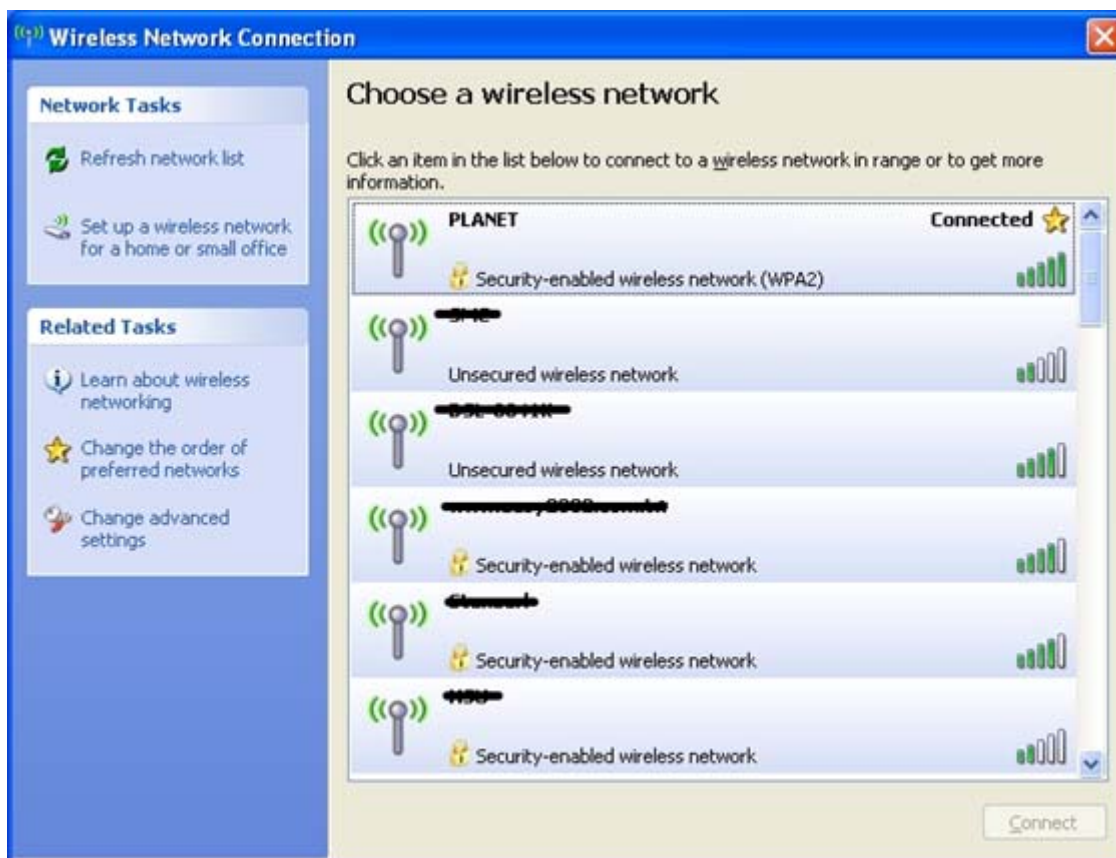 Wireless Network Connection
Network Tasks
Refresh network list
Set up a wireless network
for a home or small office
Related Tasks
Learn about wireless
networking
Change the order of
preferred networks
Change advanced
settings
Choose a wireless network
Click an item in the list below to connect to a wireless network in range or to get more
information.
PLANET Connected
Security-enabled wireless network (WPA2)
Unsecured wireless network
Unsecured wireless network
Security-enabled wireless network
Security-enabled wireless network
Security-enabled wireless network
Connect